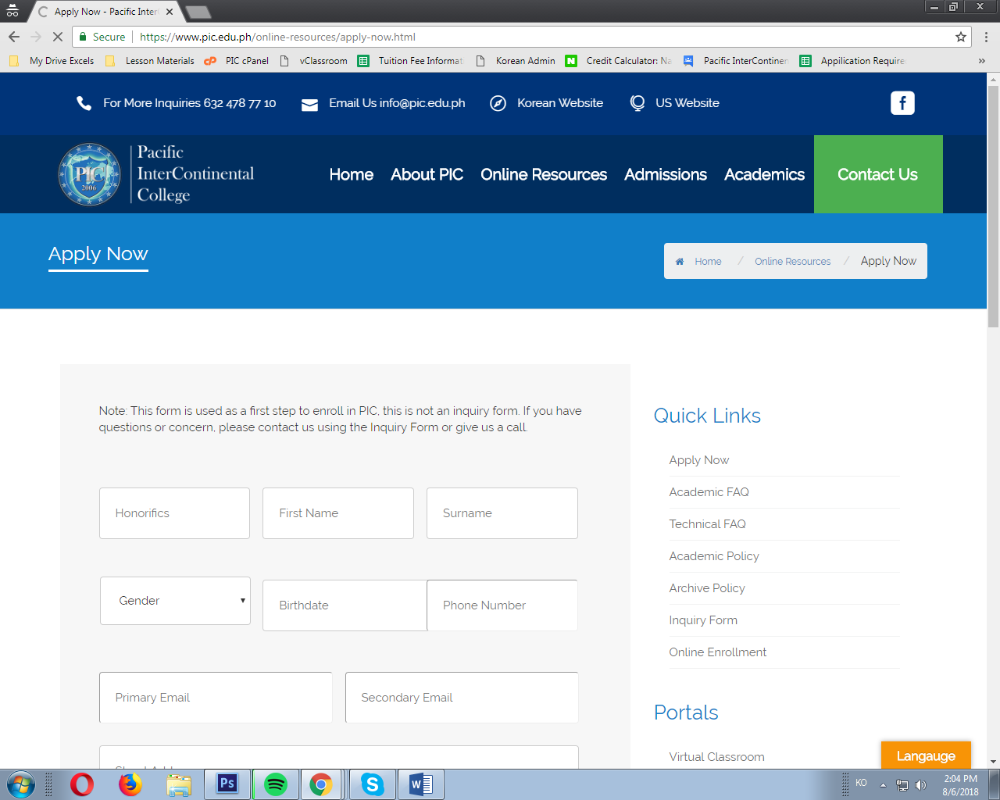 Apply Now - Pacific Inter
Secure https://www.pic.edu.ph/online-resources/apply-now.html
My Drive Excels Lesson Materials PIC cPanel vClassroom Tuition Fee Informat Korean Admin Credit Calculator: Na Pacific InterContinen Appilication Require
For More Inquiries 632 478 77 10 Email Us info@pic.edu.ph Korean Website US Website
PIC
2006
Pacific
InterContinental
College
Home About PIC Online Resources Admissions Academics Contact Us
Apply Now
Home / Online Resources / Apply Now
Note: This form is used as a first step to enroll in PIC, this is not an inquiry form. If you have
questions or concern, please contact us using the Inquiry Form or give us a call.
Honorifics First Name Surname
Gender Birthdate Phone Number
Primary Email Secondary Email
Quick Links
Apply Now
Academic FAQ
Technical FAQ
Academic Policy
Archive Policy
Inquiry Form
Online Enrollment
Portals
Virtual Classroom
Langauge
KO
2:04 PM
8/6/2018